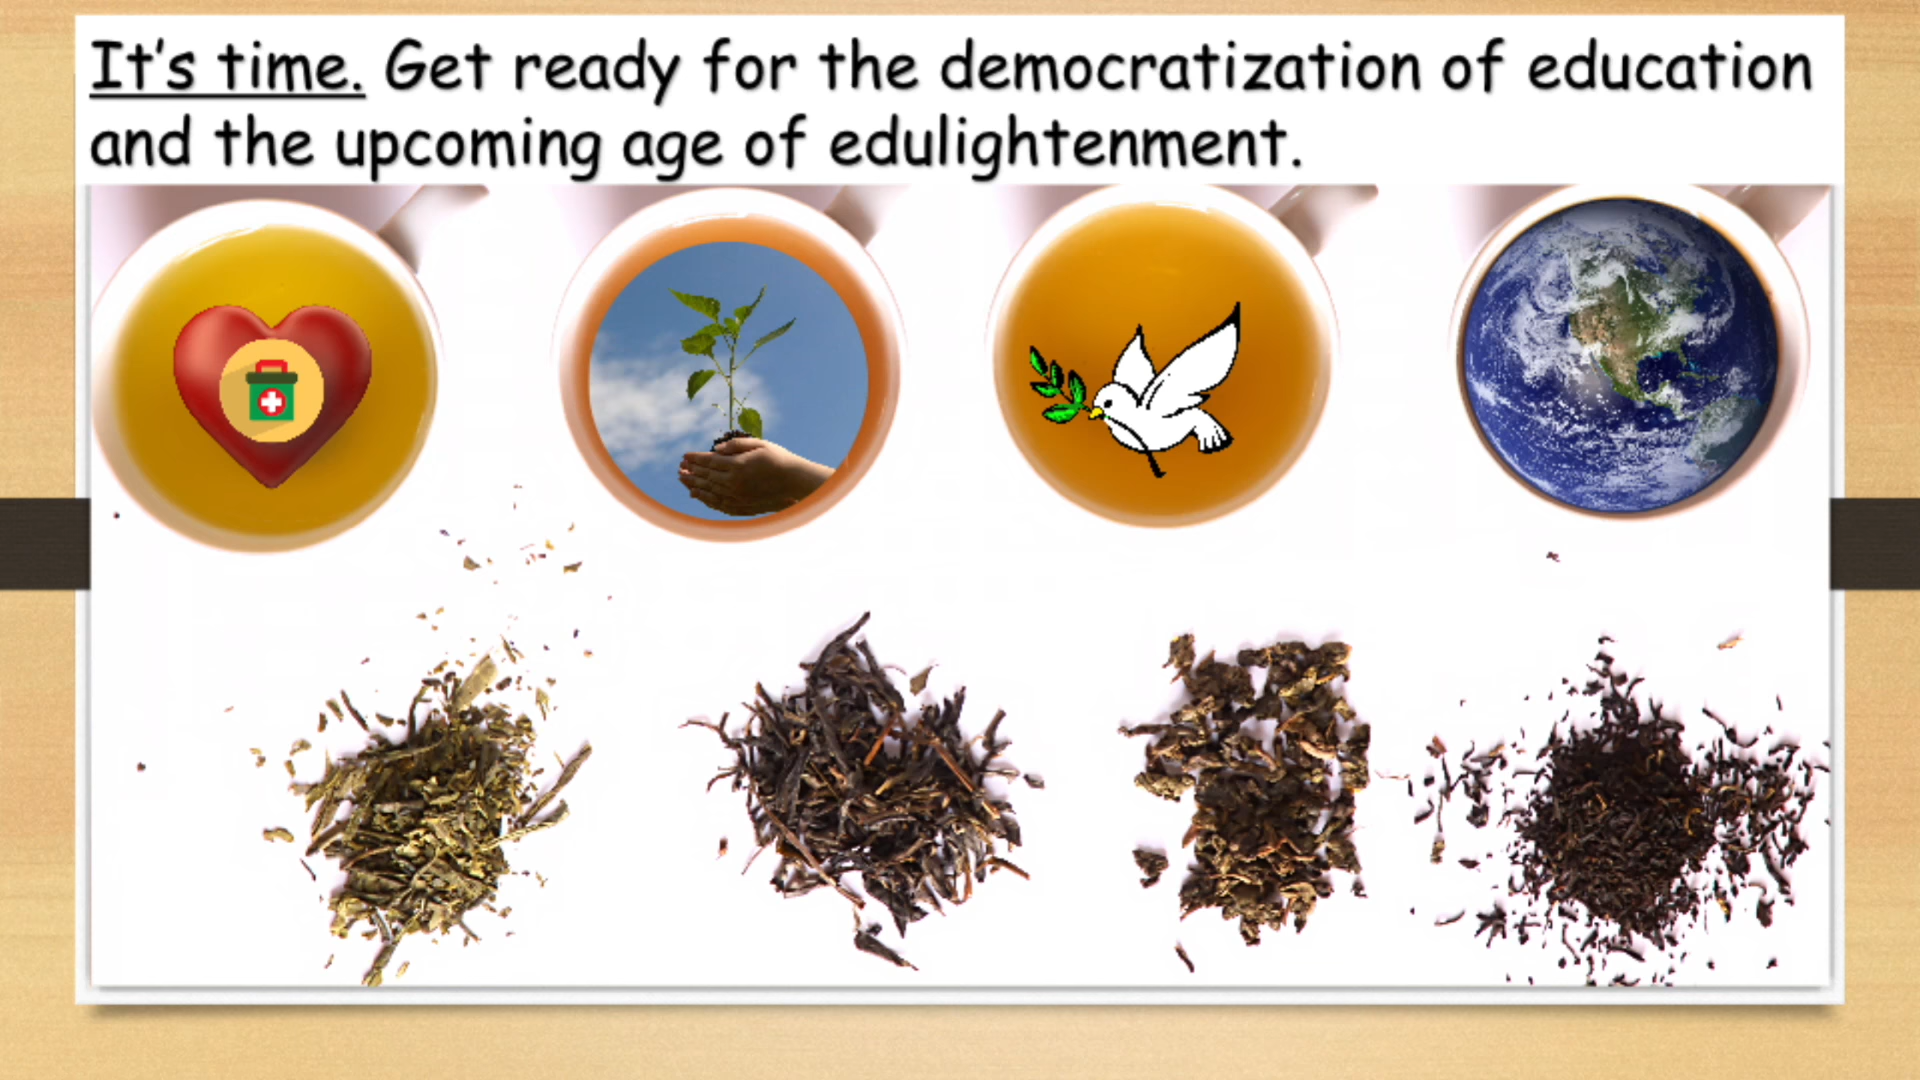 It’s time. Get ready for the democratization of education
and the upcoming age of edulightenment.